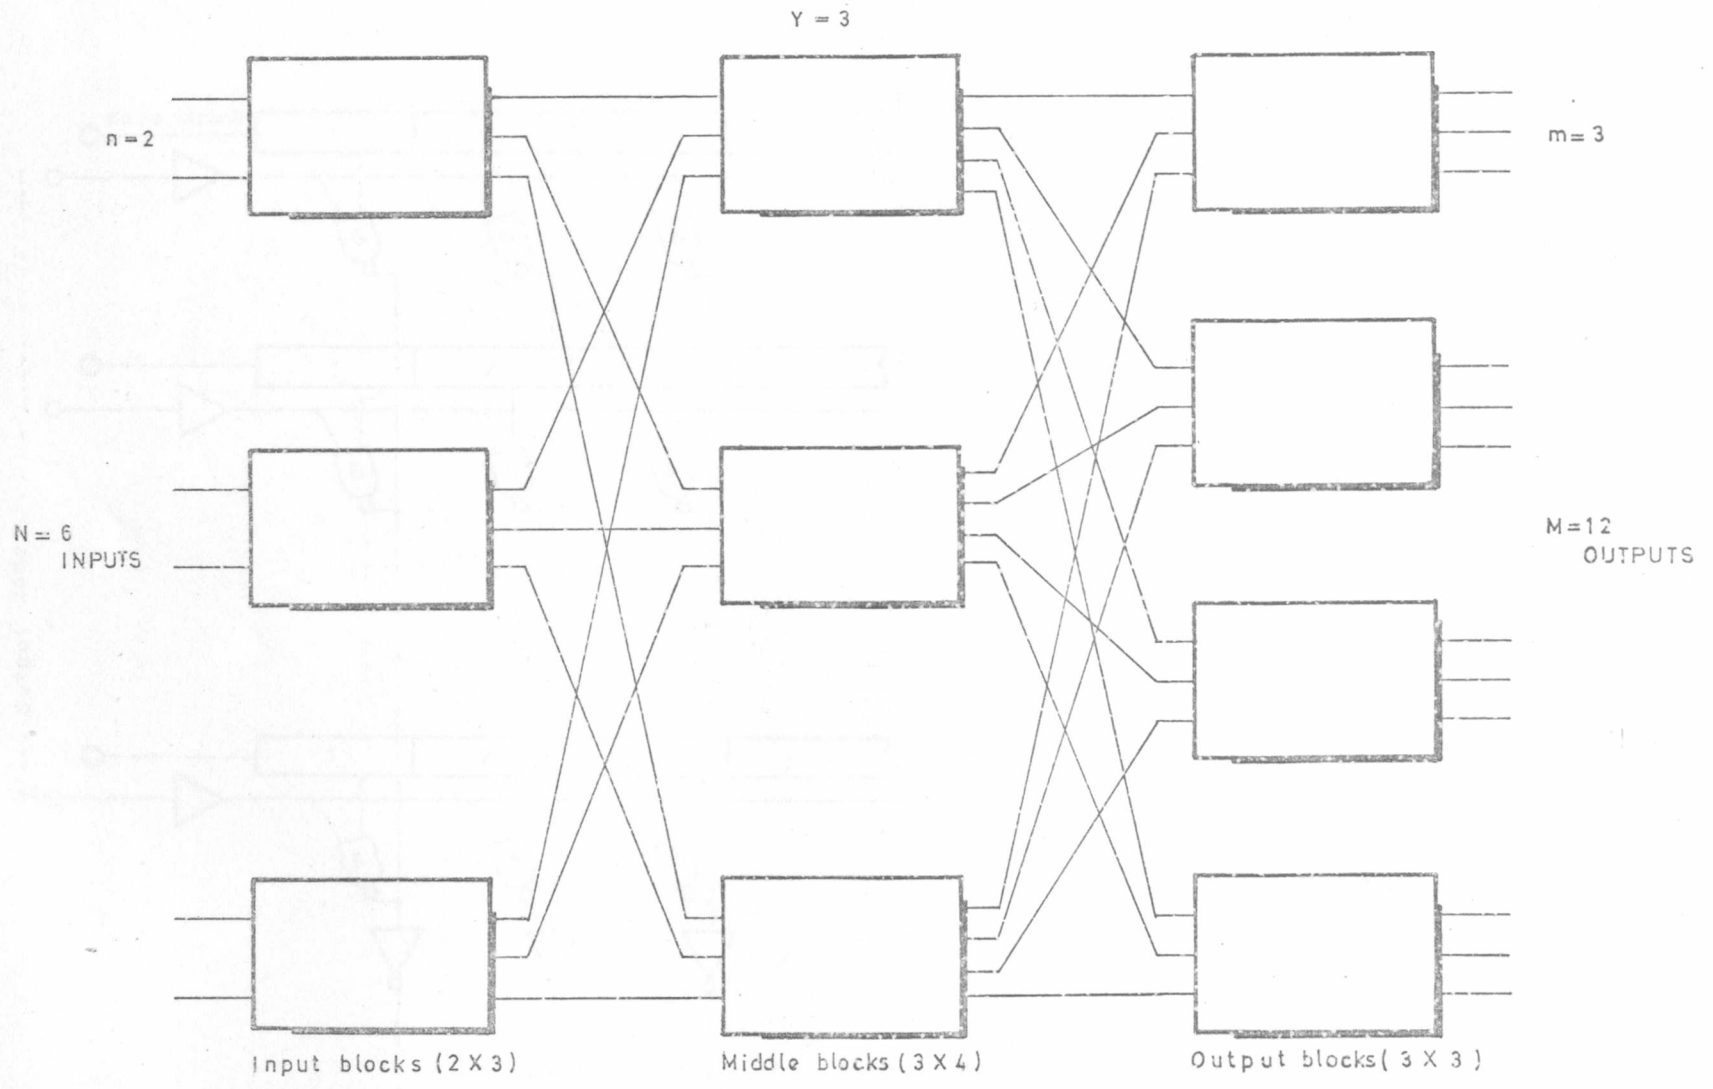 Y = 3
n=2
m=3
N= 6
INPUTS
M=12
OUTPUTS
Input blocks (2 X 3)
Middle blocks (3 X 4)
Output blocks( 3 X 3 )